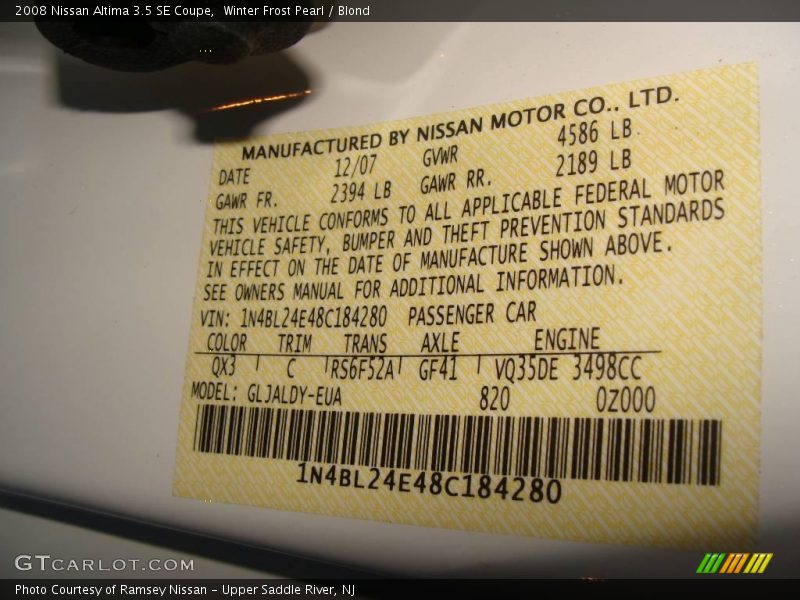 2008 Nissan Altima 3.5 SE Coupe,  Winter Frost Pearl / Blond
MANUFACTURED BY NISSAN MOTOR CO., LTD.
DATE 12/07 GVWR 4586 LB
GAWR FR. 2394 LB GAWR RR. 2189 LB
THIS VEHICLE CONFORMS TO ALL APPLICABLE FEDERAL MOTOR
VEHICLE SAFETY, BUMPER AND THEFT PREVENTION STANDARDS
IN EFFECT ON THE DATE OF MANUFACTURE SHOWN ABOVE.
SEE OWNERS MANUAL FOR ADDITIONAL INFORMATION.
VIN: 1N4BL24E48C184280 PASSENGER CAR
COLOR TRIM TRANS AXLE ENGINE
QX3 C RS6F52A GF41 VQ35DE 3498CC
MODEL: GLJALDY-EUA 820 0Z000
1N4BL24E48C184280
GTCARLOT.COM
Photo Courtesy of Ramsey Nissan - Upper Saddle River, NJ